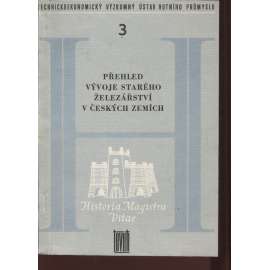 TECHNICKOEKONOMICKÝ VÝZKUMNÝ ÚSTAV HUTNÍHO PRŮMYSLU
3
PŘEHLED
VÝVOJE STARÉHO
ŽELEZÁŘSTVÍ
V ČESKÝCH ZEMÍCH
Historia Magistra
Vitae